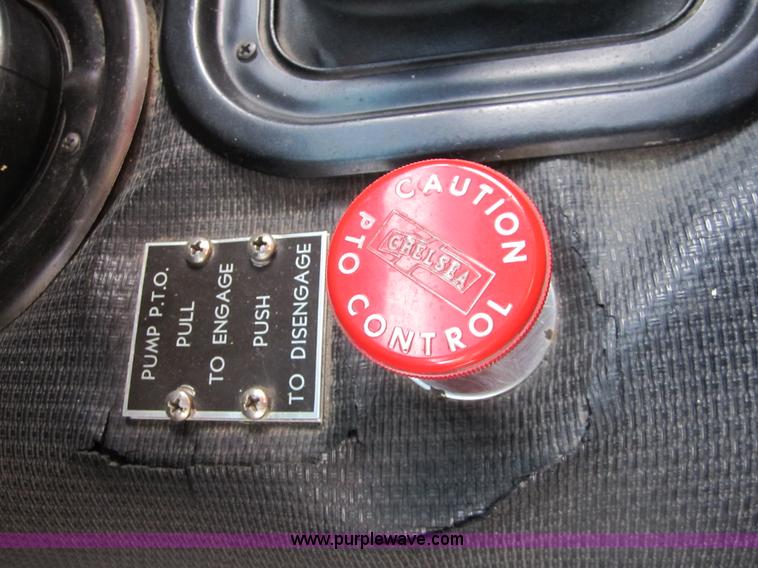 PUMP P.T.O.
PULL
TO ENGAGE
PUSH
TO DISENGAGE
CAUTION
PTO CONTROL
CHELSEA
www.purplewave.com